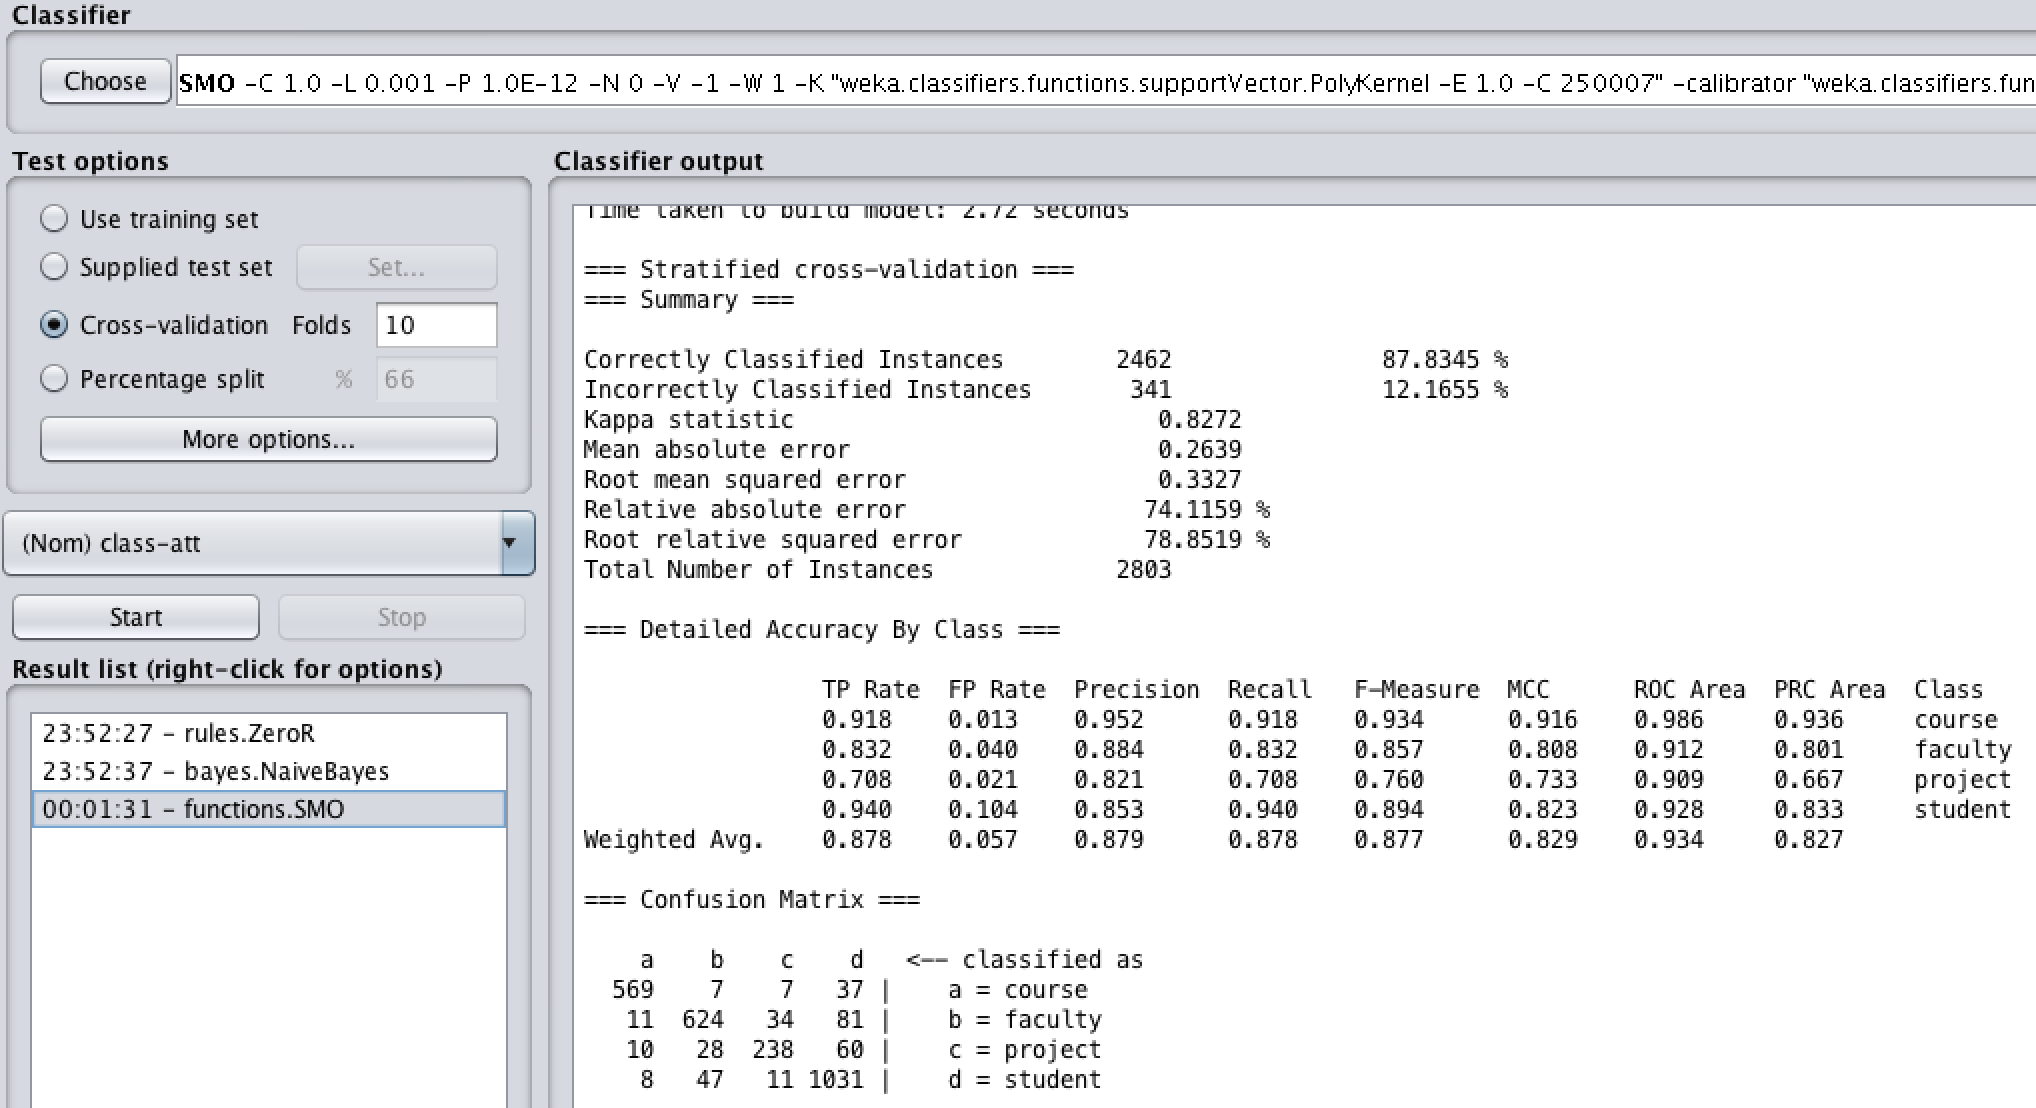 Classifier
Choose SMO -C 1.0 -L 0.001 -P 1.0E-12 -N 0 -V -1 -W 1 -K "weka.classifiers.functions.supportVector.PolyKernel -E 1.0 -C 250007" -calibrator "weka.classifiers.fun
Test options
Use training set
Supplied test set Set...
Cross-validation Folds 10
Percentage split % 66
More options...
(Nom) class-att
Start Stop
Result list (right-click for options)
23:52:27 - rules.ZeroR
23:52:37 - bayes.NaiveBayes
00:01:31 - functions.SMO
Classifier output
Time taken to build model: 2.72 seconds
=== Stratified cross-validation ===
=== Summary ===
Correctly Classified Instances 2462 87.8345 %
Incorrectly Classified Instances 341 12.1655 %
Kappa statistic 0.8272
Mean absolute error 0.2639
Root mean squared error 0.3327
Relative absolute error 74.1159 %
Root relative squared error 78.8519 %
Total Number of Instances 2803
=== Detailed Accuracy By Class ===
TP Rate FP Rate Precision Recall F-Measure MCC ROC Area PRC Area Class
0.918 0.013 0.952 0.918 0.934 0.916 0.986 0.936 course
0.832 0.040 0.884 0.832 0.857 0.808 0.912 0.801 faculty
0.708 0.021 0.821 0.708 0.760 0.733 0.909 0.667 project
0.940 0.104 0.853 0.940 0.894 0.823 0.928 0.833 student
Weighted Avg. 0.878 0.057 0.879 0.878 0.877 0.829 0.934 0.827
=== Confusion Matrix ===
a b c d <-- classified as
569 7 7 37 | a = course
11 624 34 81 | b = faculty
10 28 238 60 | c = project
8 47 11 1031 | d = student